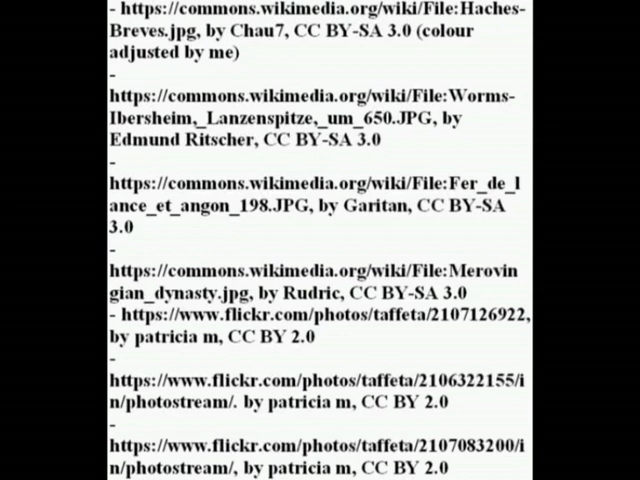 - https://commons.wikimedia.org/wiki/File:Haches-
Breves.jpg, by Chau7, CC BY-SA 3.0 (colour
adjusted by me)
-
https://commons.wikimedia.org/wiki/File:Worms-
Ibersheim,_Lanzenspitze,_um_650.JPG, by
Edmund Ritscher, CC BY-SA 3.0
-
https://commons.wikimedia.org/wiki/File:Fer_de_l
ance_et_angon_198.JPG, by Garitan, CC BY-SA
3.0
-
https://commons.wikimedia.org/wiki/File:Merovin
gian_dynasty.jpg, by Rudric, CC BY-SA 3.0
- https://www.flickr.com/photos/taffeta/2107126922,
by patricia m, CC BY 2.0
-
https://www.flickr.com/photos/taffeta/2106322155/i
n/photostream/. by patricia m, CC BY 2.0
-
https://www.flickr.com/photos/taffeta/2107083200/i
n/photostream/, by patricia m, CC BY 2.0